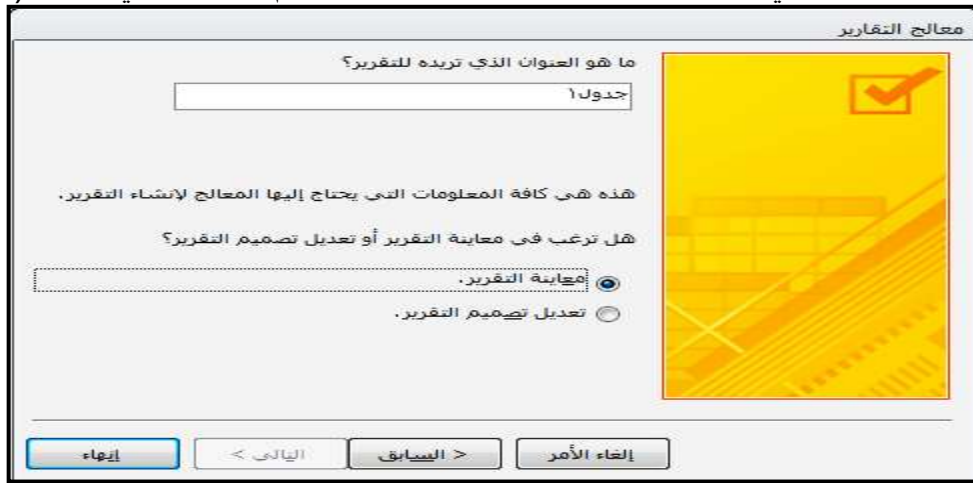 معالج التقارير
ما هو العنوان الذي تريده للتقرير؟
جدول١
هذه هي كافة المعلومات التي يحتاج إليها المعالج لإنشاء التقرير.
هل ترغب في معاينة التقرير أو تعديل تصميم التقرير؟
معاينة التقرير.
تعديل تصميم التقرير.
إلغاء الأمر
< السابق
التالي >
إنهاء